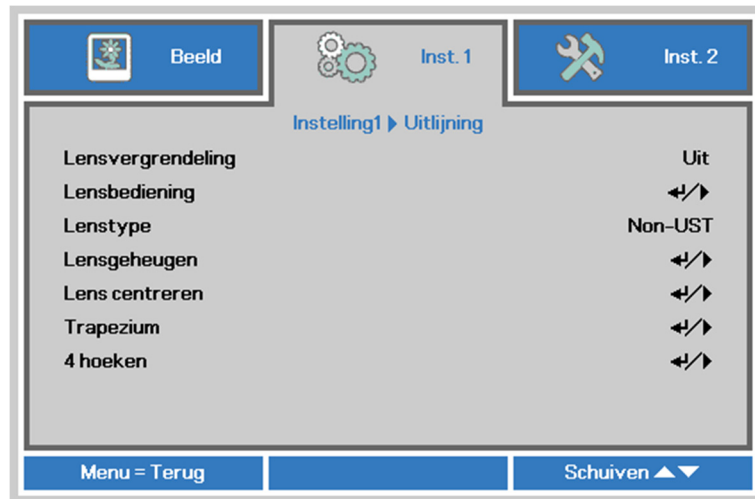 Beeld
Inst. 1
Inst. 2
Instelling1 ▶ Uitlijning
Lensvergrendeling Uit
Lensbediening ↵/▶
Lenstype Non-UST
Lensgeheugen ↵/▶
Lens centreren ↵/▶
Trapezium ↵/▶
4 hoeken ↵/▶
Menu = Terug
Schuiven ▲▼